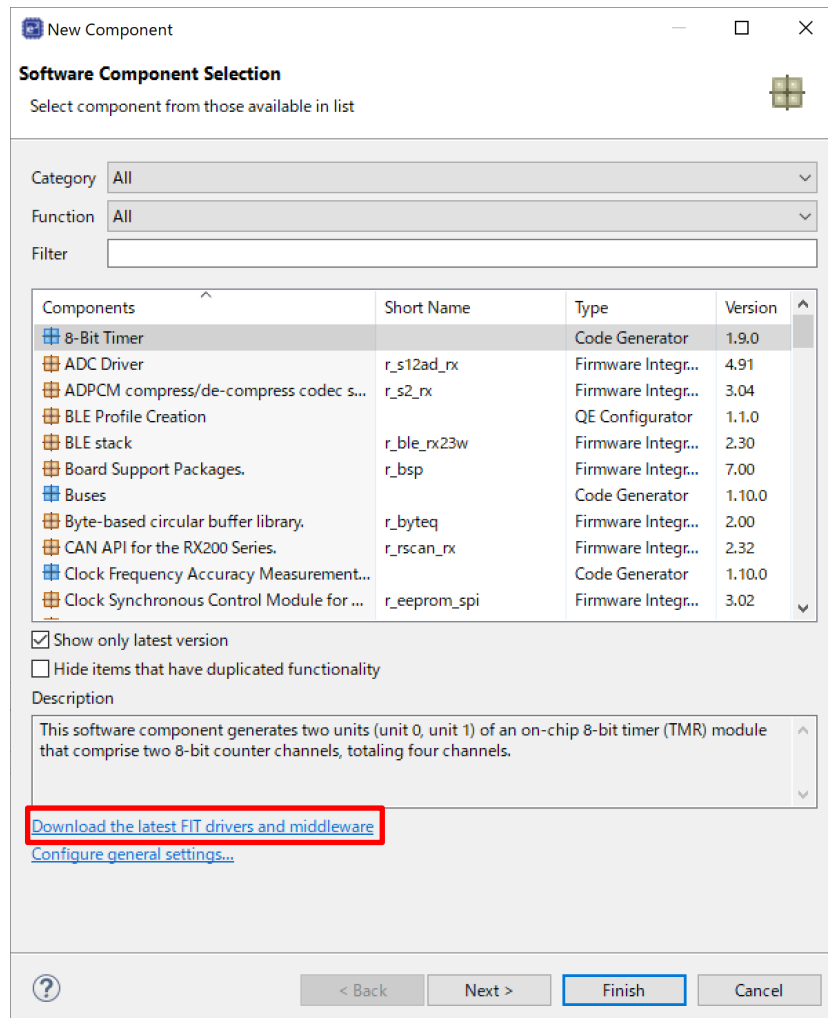 New Component
Software Component Selection
Select component from those available in list
Category All
Function All
Filter
Components Short Name Type Version
8-Bit Timer Code Generator 1.9.0
ADC Driver r_s12ad_rx Firmware Integr... 4.91
ADPCM compress/de-compress codec s... r_s2_rx Firmware Integr... 3.04
BLE Profile Creation QE Configurator 1.1.0
BLE stack r_ble_rx23w Firmware Integr... 2.30
Board Support Packages. r_bsp Firmware Integr... 7.00
Buses Code Generator 1.10.0
Byte-based circular buffer library. r_byteq Firmware Integr... 2.00
CAN API for the RX200 Series. r_rscan_rx Firmware Integr... 2.32
Clock Frequency Accuracy Measurement... Code Generator 1.10.0
Clock Synchronous Control Module for ... r_eeprom_spi Firmware Integr... 3.02
Show only latest version
Hide items that have duplicated functionality
Description
This software component generates two units (unit 0, unit 1) of an on-chip 8-bit timer (TMR) module
that comprise two 8-bit counter channels, totaling four channels.
Download the latest FIT drivers and middleware
Configure general settings...
? < Back Next > Finish Cancel